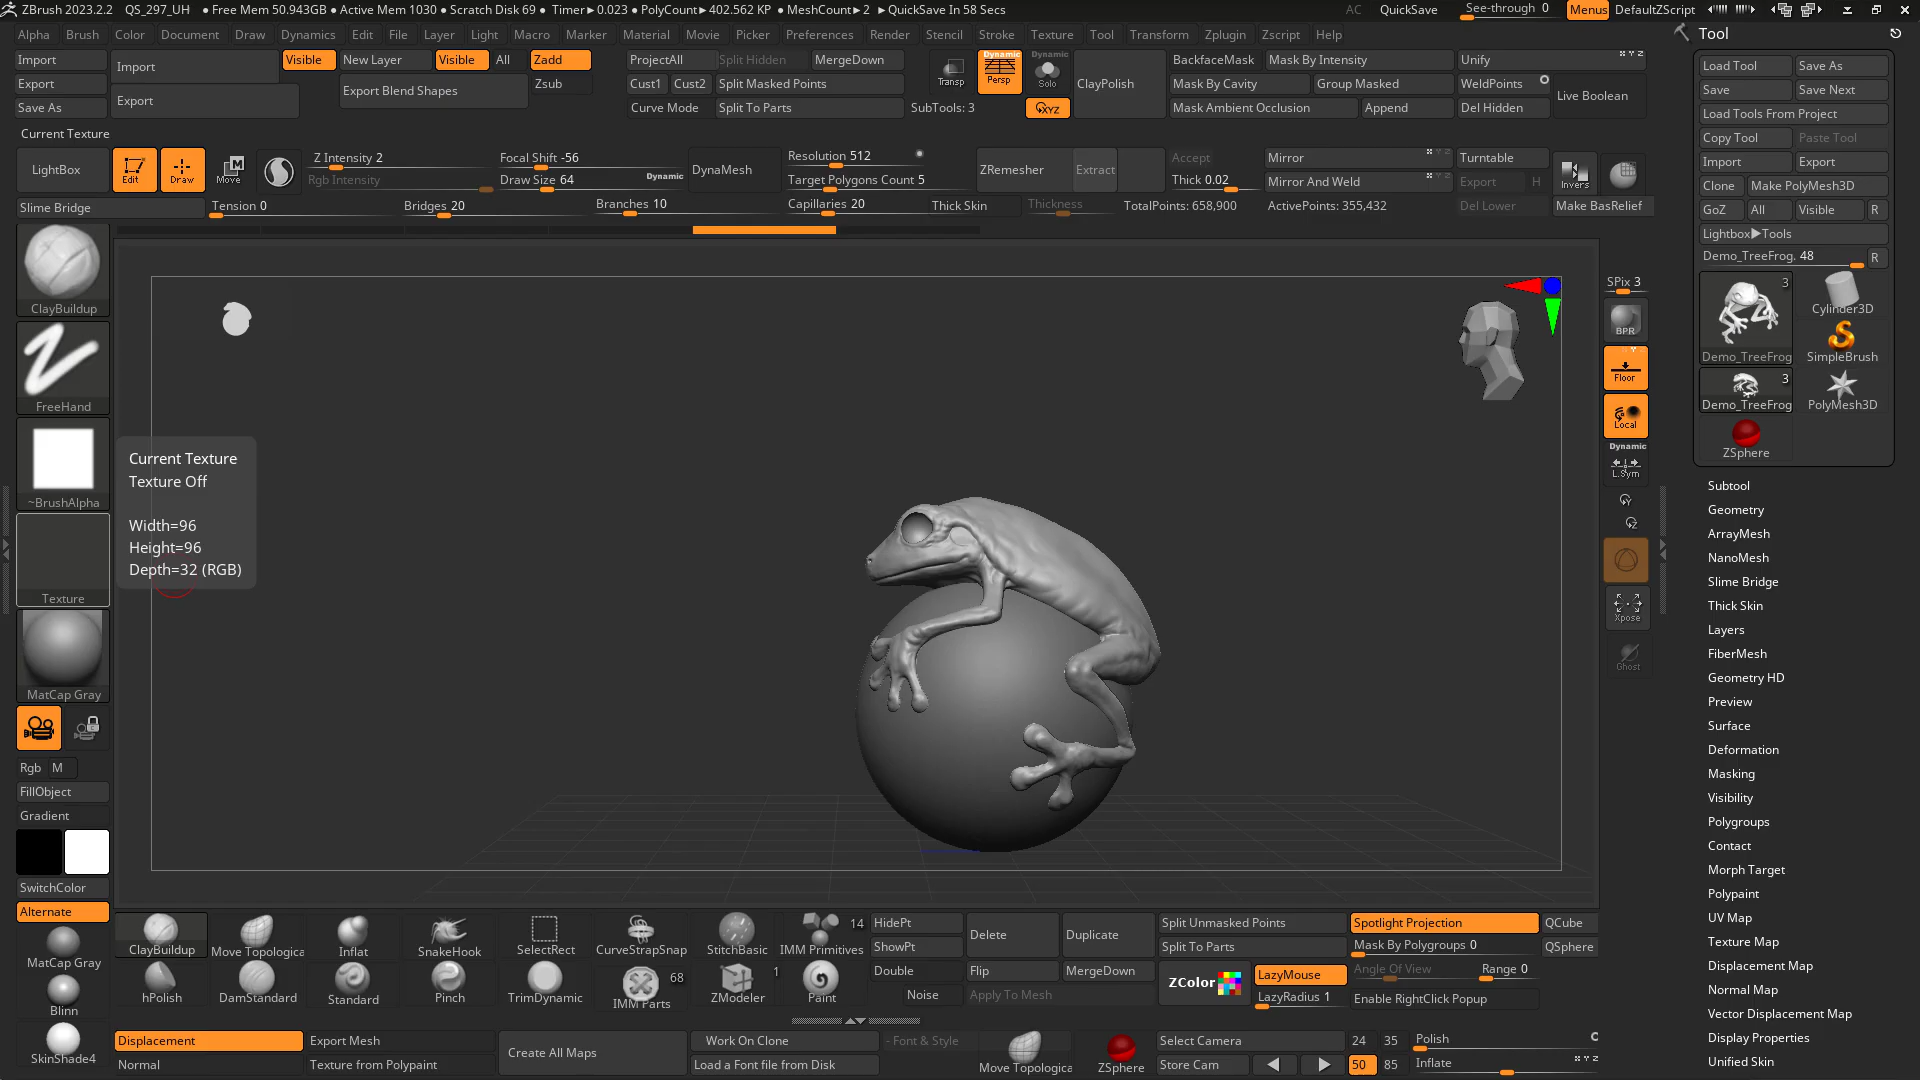 ZBrush 2023.2.2 QS_297_UH ● Free Mem 50.943GB ● Active Mem 1030 ● Scratch Disk 69 ● Timer►0.023 ● PolyCount►402.562 KP ● MeshCount►2 ►QuickSave In 58 Secs AC QuickSave See-through 0 Menus DefaultZScript
Alpha Brush Color Document Draw Dynamics Edit File Layer Light Macro Marker Material Movie Picker Preferences Render Stencil Stroke Texture Tool Transform Zplugin Zscript Help
Import Import Visible New Layer Visible All Zadd ProjectAll Split Hidden MergeDown Dynamic Persp Dynamic Solo Transp ClayPolish BackfaceMask Mask By Intensity Unify
Export Export Export Blend Shapes Zsub Cust1 Cust2 Split Masked Points Mask By Cavity Group Masked WeldPoints Live Boolean
Save As Curve Mode Split To Parts SubTools: 3 XYZ Mask Ambient Occlusion Append Del Hidden
Current Texture
LightBox Edit Draw Move Z Intensity 2 Focal Shift -56 DynaMesh Resolution 512 ZRemesher Extract Accept Mirror Turntable Invers
Rgb Intensity Draw Size 64 Dynamic Target Polygons Count 5 Thick 0.02 Mirror And Weld Export H
Slime Bridge Tension 0 Bridges 20 Branches 10 Capillaries 20 Thick Skin Thickness TotalPoints: 658,900 ActivePoints: 355,432 Del Lower Make BasRelief
ClayBuildup
FreeHand
~BrushAlpha
Texture
MatCap Gray
Current Texture
Texture Off
Width=96
Height=96
Depth=32 (RGB)
Rgb M
FillObject
Gradient
SwitchColor
Alternate
MatCap Gray
Blinn
SkinShade4
SPix 3
BPR
Floor
Local
Dynamic
L.Sym
Y
Z
Xpose
Ghost
Tool
Load Tool Save As
Save Save Next
Load Tools From Project
Copy Tool Paste Tool
Import Export
Clone Make PolyMesh3D
GoZ All Visible R
Lightbox►Tools
Demo_TreeFrog. 48 R
3
Demo_TreeFrog Cylinder3D
SimpleBrush
3
Demo_TreeFrog PolyMesh3D
ZSphere
Subtool
Geometry
ArrayMesh
NanoMesh
Slime Bridge
Thick Skin
Layers
FiberMesh
Geometry HD
Preview
Surface
Deformation
Masking
Visibility
Polygroups
Contact
Morph Target
Polypaint
UV Map
Texture Map
Displacement Map
Normal Map
Vector Displacement Map
Display Properties
Unified Skin
ClayBuildup Move Topologica Inflat SnakeHook SelectRect CurveStrapSnap StitchBasic IMM Primitives 14
hPolish DamStandard Standard Pinch TrimDynamic IMM Parts 68 ZModeler 1 Paint
HidePt Delete Duplicate Split Unmasked Points Spotlight Projection QCube
ShowPt Split To Parts Mask By Polygroups 0 QSphere
Double Flip MergeDown ZColor LazyMouse Angle Of View Range 0
Noise Apply To Mesh LazyRadius 1 Enable RightClick Popup
Displacement Export Mesh Create All Maps Work On Clone - Font & Style Move Topologica ZSphere Select Camera 24 35 Polish
Normal Texture from Polypaint Load a Font file from Disk Store Cam 50 85 Inflate